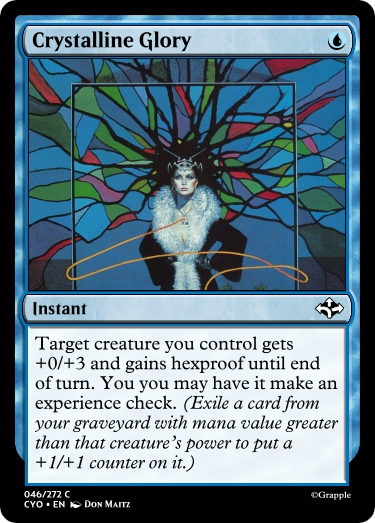 Crystalline Glory
Instant
Target creature you control gets
+0/+3 and gains hexproof until end
of turn. You you may have it make an
experience check. (Exile a card from
your graveyard with mana value greater
than that creature's power to put a
+1/+1 counter on it.)
046/272 C
CYO • EN Don Maitz
©Grapple